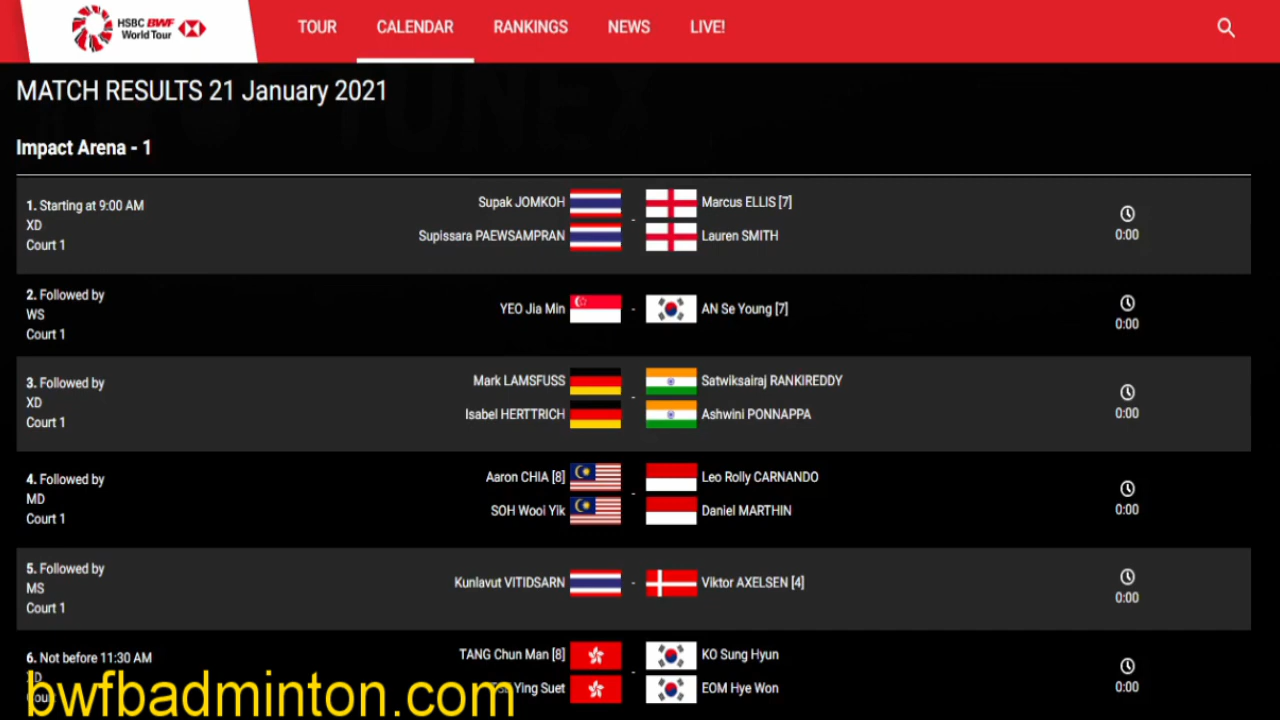 HSBC BWF World Tour
TOUR CALENDAR RANKINGS NEWS LIVE!
MATCH RESULTS 21 January 2021
Impact Arena - 1
1. Starting at 9:00 AM
XD
Court 1
Supak JOMKOH
Supissara PAEWSAMPRAN
-
Marcus ELLIS [7]
Lauren SMITH
0:00
2. Followed by
WS
Court 1
YEO Jia Min
-
AN Se Young [7]
0:00
3. Followed by
XD
Court 1
Mark LAMSFUSS
Isabel HERTTRICH
-
Satwiksairaj RANKIREDDY
Ashwini PONNAPPA
0:00
4. Followed by
MD
Court 1
Aaron CHIA [8]
SOH Wooi Yik
-
Leo Rolly CARNANDO
Daniel MARTHIN
0:00
5. Followed by
MS
Court 1
Kunlavut VITIDSARN
-
Viktor AXELSEN [4]
0:00
6. Not before 11:30 AM
TANG Chun Man [8]
Ying Suet
-
KO Sung Hyun
EOM Hye Won
0:00
bwfbadminton.com